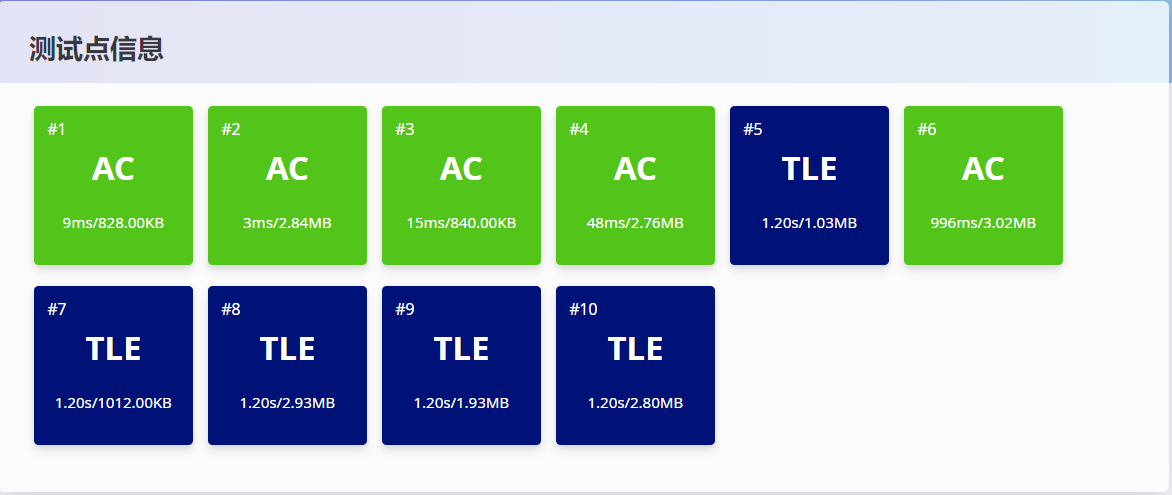 测试点信息
#1
AC
9ms/828.00KB
#2
AC
3ms/2.84MB
#3
AC
15ms/840.00KB
#4
AC
48ms/2.76MB
#5
TLE
1.20s/1.03MB
#6
AC
996ms/3.02MB
#7
TLE
1.20s/1012.00KB
#8
TLE
1.20s/2.93MB
#9
TLE
1.20s/1.93MB
#10
TLE
1.20s/2.80MB